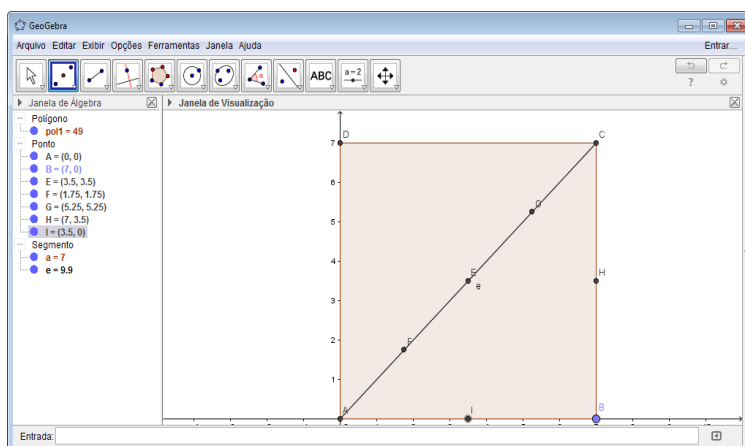 GeoGebra
Arquivo Editar Exibir Opções Ferramentas Janela Ajuda
Entrar...
ABC
a=2
?
Janela de Álgebra
Janela de Visualização
Polígono
pol1 = 49
Ponto
A = (0, 0)
B = (7, 0)
E = (3.5, 3.5)
F = (1.75, 1.75)
G = (5.25, 5.25)
H = (7, 3.5)
I = (3.5, 0)
Segmento
a = 7
e = 9.9
D
C
7
6
G
5
4
E
H
e
3
2
F
1
A
I
B
Entrada: